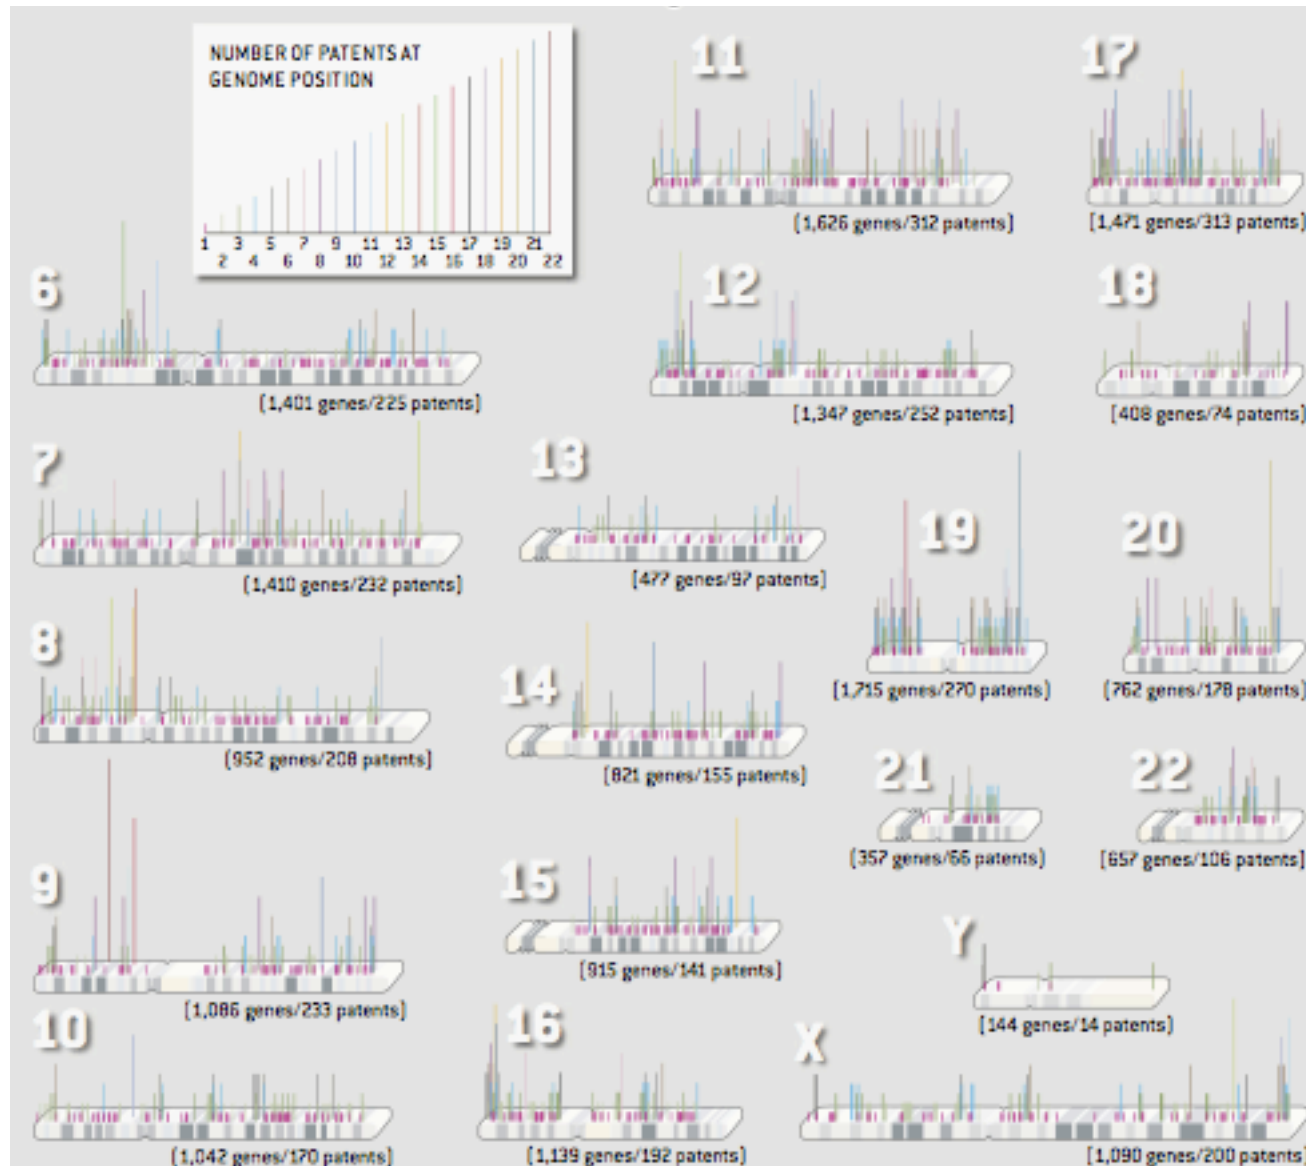 NUMBER OF PATENTS AT
GENOME POSITION
1 3 5 7 9 11 13 15 17 19 21
2 4 6 8 10 12 14 16 18 20 22
6
[1,401 genes/225 patents]
7
[1,410 genes/232 patents]
8
[952 genes/208 patents]
9
[1,086 genes/233 patents]
10
[1,042 genes/170 patents]
11
[1,626 genes/312 patents]
12
[1,347 genes/252 patents]
13
[477 genes/97 patents]
14
[821 genes/155 patents]
15
[915 genes/141 patents]
16
[1,139 genes/192 patents]
17
[1,471 genes/313 patents]
18
[408 genes/74 patents]
19
[1,715 genes/270 patents]
20
[762 genes/178 patents]
21
[357 genes/66 patents]
22
[657 genes/106 patents]
Y
[144 genes/14 patents]
X
[1,090 genes/200 patents]